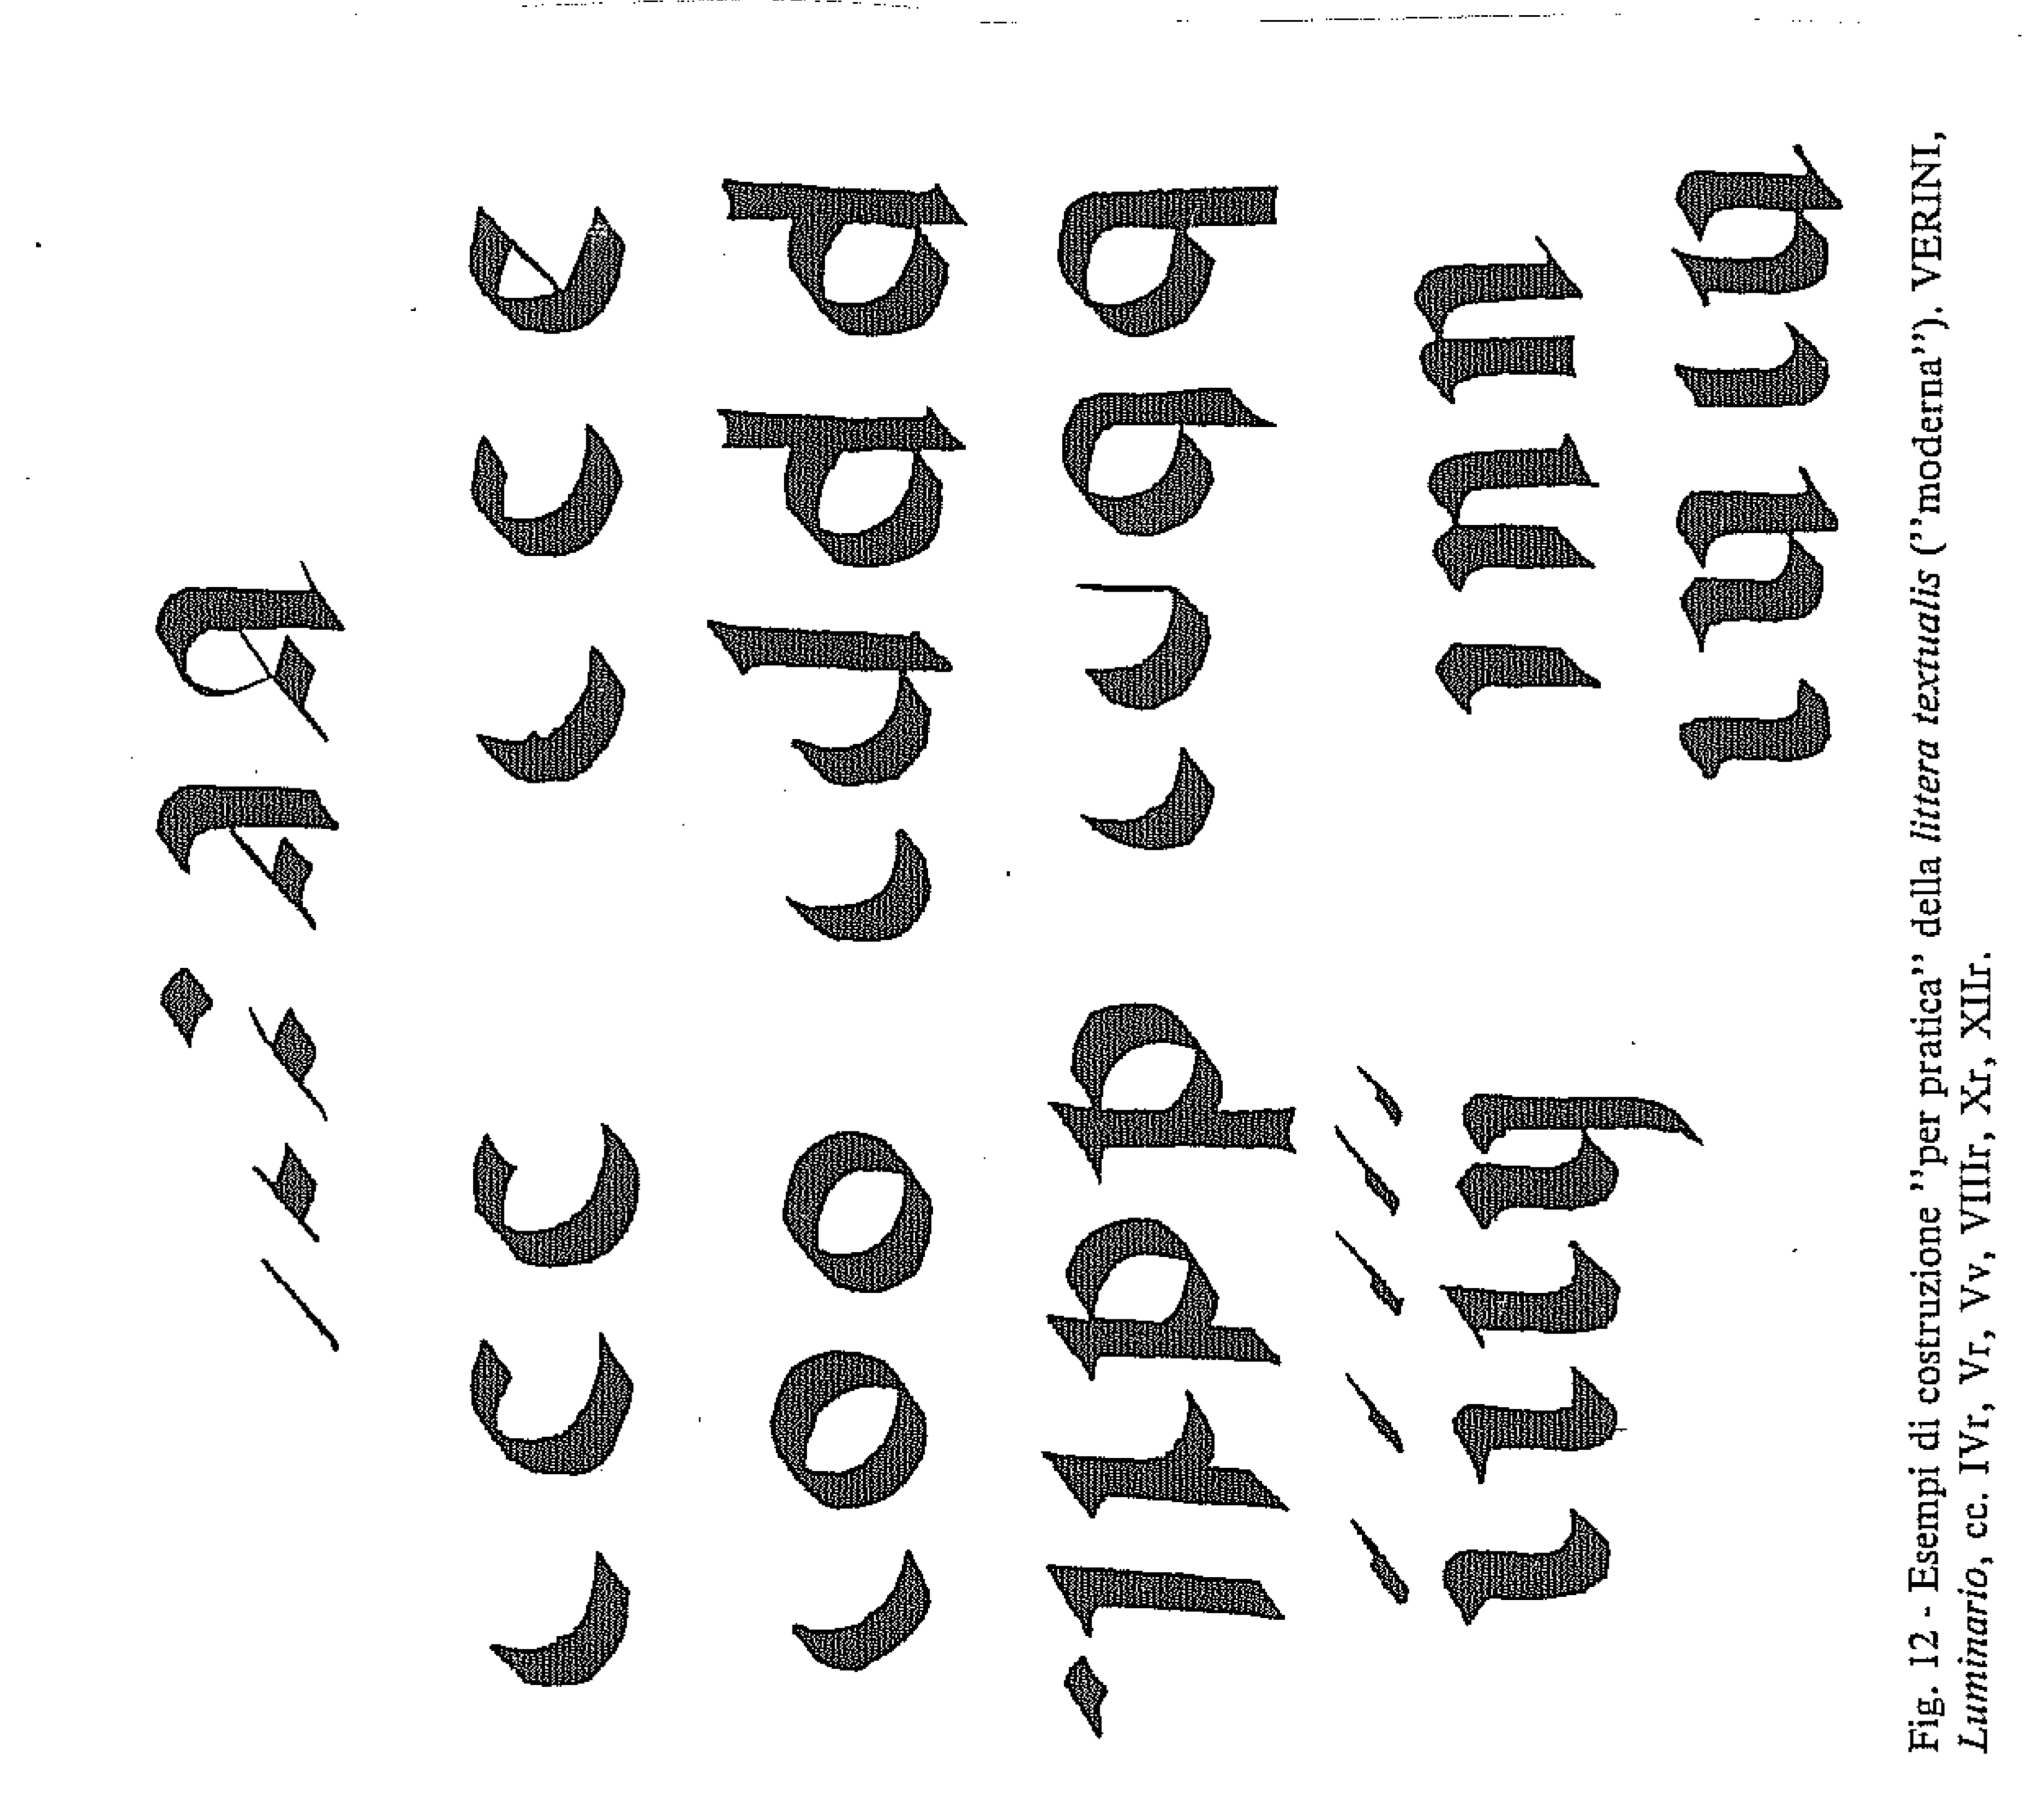 a
c c c e
o o d d
p p q q
n n
y u u
Fig. 12 - Esempi di costruzione ''per pratica'' della littera textualis (''moderna''). VERINI,
Luminario, cc. IVr, Vr, Vv, VIIIr, Xr, XIIr.